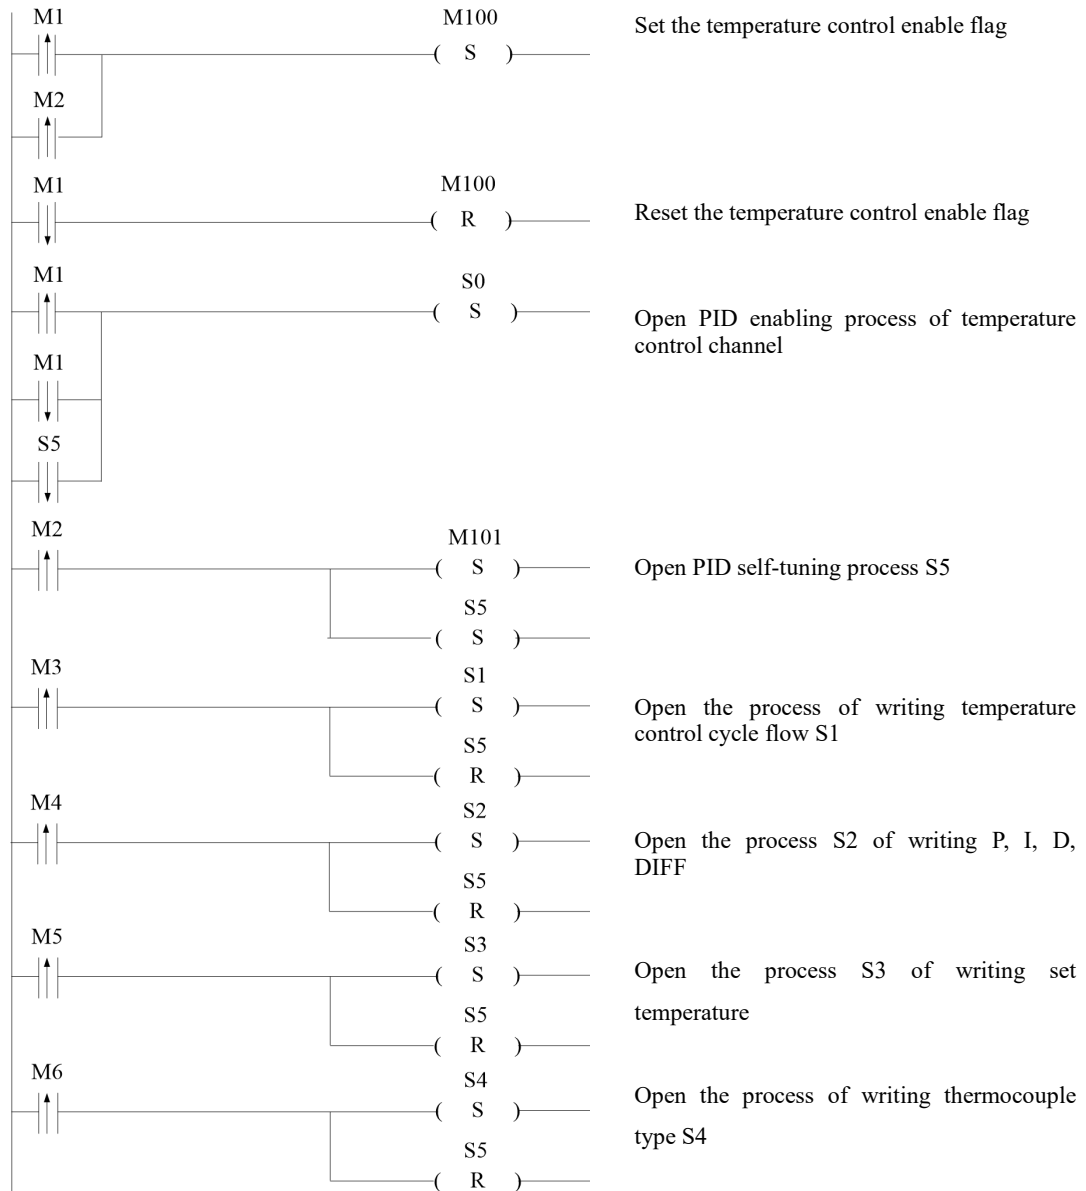 M1
M100
Set the temperature control enable flag
( S )
M2
M1
M100
( R )
Reset the temperature control enable flag
M1
S0
( S )
Open PID enabling process of temperature
control channel
M1
S5
M2
M101
( S )
Open PID self-tuning process S5
S5
( S )
M3
S1
( S )
Open the process of writing temperature
control cycle flow S1
S5
( R )
M4
S2
( S )
Open the process S2 of writing P, I, D,
DIFF
S5
( R )
M5
S3
( S )
Open the process S3 of writing set
temperature
S5
( R )
M6
S4
( S )
Open the process of writing thermocouple
type S4
S5
( R )